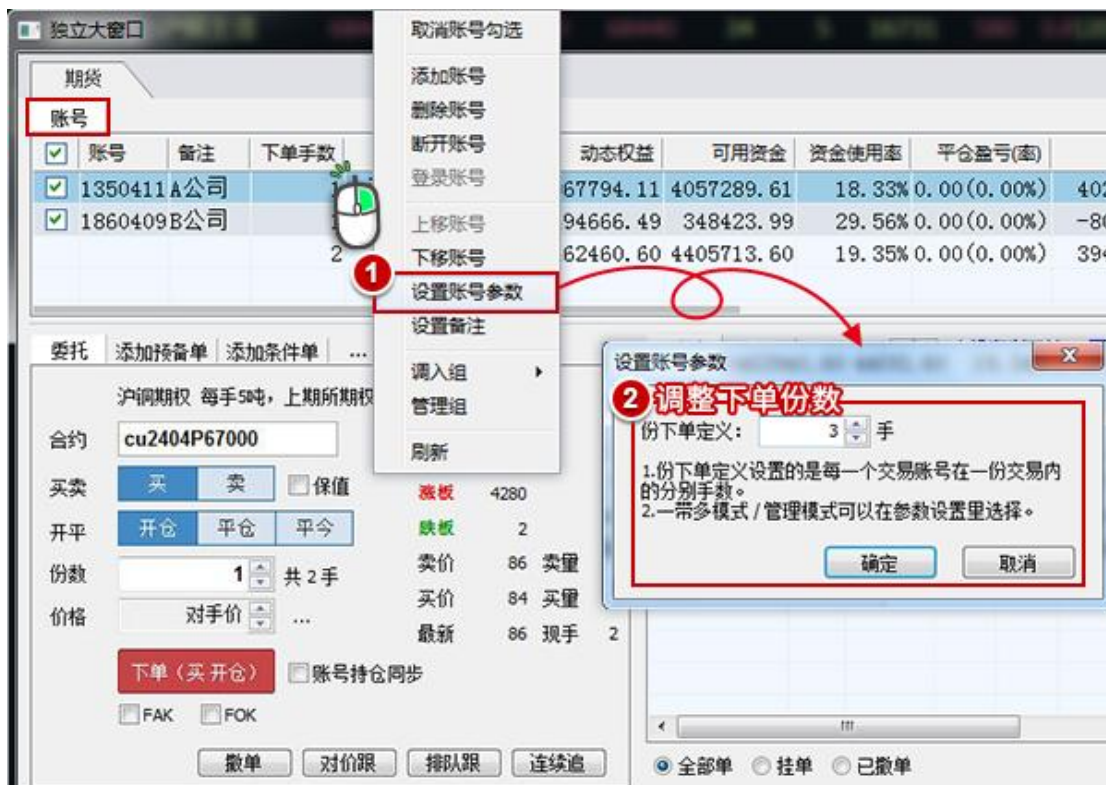 独立大窗口
期货
账号
账号 备注 下单手数 动态权益 可用资金 资金使用率 平仓盈亏(率)
1350411 A公司 1 67794.11 4057289.61 18.33% 0.00(0.00%) 402
1860409 B公司 94666.49 348423.99 29.56% 0.00(0.00%) -80
2 62460.60 4405713.60 19.35% 0.00(0.00%) 394
取消账号勾选
添加账号
删除账号
断开账号
登录账号
上移账号
下移账号
1
设置账号参数
设置备注
调入组
管理组
刷新
委托 添加预备单 添加条件单 ...
沪铜期权 每手5吨，上期所期权
合约 cu2404P67000
买卖 买 卖 保值
开平 开仓 平仓 平今
份数 1 共2手
价格 对手价 ...
下单（买 开仓） 账号持仓同步
FAK FOK
撤单 对价跟 排队跟 连续追
涨板 4280
跌板 2
卖价 86 卖量
买价 84 买量
最新 86 现手 2
设置账号参数
2 调整下单份数
份下单定义： 3 手
1.份下单定义设置的是每一个交易账号在一份交易内
的分别手数。
2.一带多模式/管理模式可以在参数设置里选择。
确定 取消
全部单 挂单 已撤单